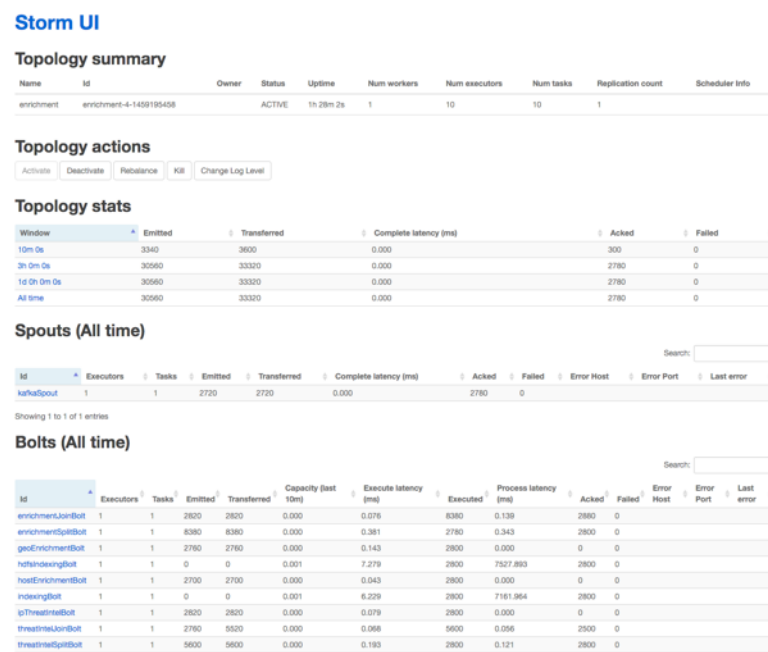 Storm UI
Topology summary
Name Id Owner Status Uptime Num workers Num executors Num tasks Replication count Scheduler Info
enrichment enrichment-4-1459195458 ACTIVE 1h 28m 2s 1 10 10 1
Topology actions
Activate Deactivate Rebalance Kill Change Log Level
Topology stats
Window Emitted Transferred Complete latency (ms) Acked Failed
10m 0s 3340 3600 0.000 300 0
3h 0m 0s 30560 33320 0.000 2780 0
1d 0h 0m 0s 30560 33320 0.000 2780 0
All time 30560 33320 0.000 2780 0
Spouts (All time)
Search:
Id Executors Tasks Emitted Transferred Complete latency (ms) Acked Failed Error Host Error Port Last error
kafkaSpout 1 1 2720 2720 0.000 2780 0
Showing 1 to 1 of 1 entries
Bolts (All time)
Search:
Id Executors Tasks Emitted Transferred Capacity (last 10m) Execute latency (ms) Executed Process latency (ms) Acked Failed Error Host Error Port Last error
enrichmentJoinBolt 1 1 2820 2820 0.000 0.076 8380 0.139 2880 0
enrichmentSplitBolt 1 1 8380 8380 0.000 0.381 2780 0.343 2800 0
geoEnrichmentBolt 1 1 2760 2760 0.000 0.143 2800 0.000 0 0
hdfsIndexingBolt 1 1 0 0 0.001 7.279 2800 7527.893 2800 0
hostEnrichmentBolt 1 1 2700 2700 0.000 0.043 2800 0.000 0 0
indexingBolt 1 1 0 0 0.001 6.229 2800 7161.964 2800 0
ipThreatIntelBolt 1 1 2820 2820 0.000 0.079 2800 0.000 0 0
threatIntelJoinBolt 1 1 2760 5520 0.000 0.068 5600 0.056 2500 0
threatIntelSplitBolt 1 1 5600 5600 0.000 0.193 2800 0.121 2800 0